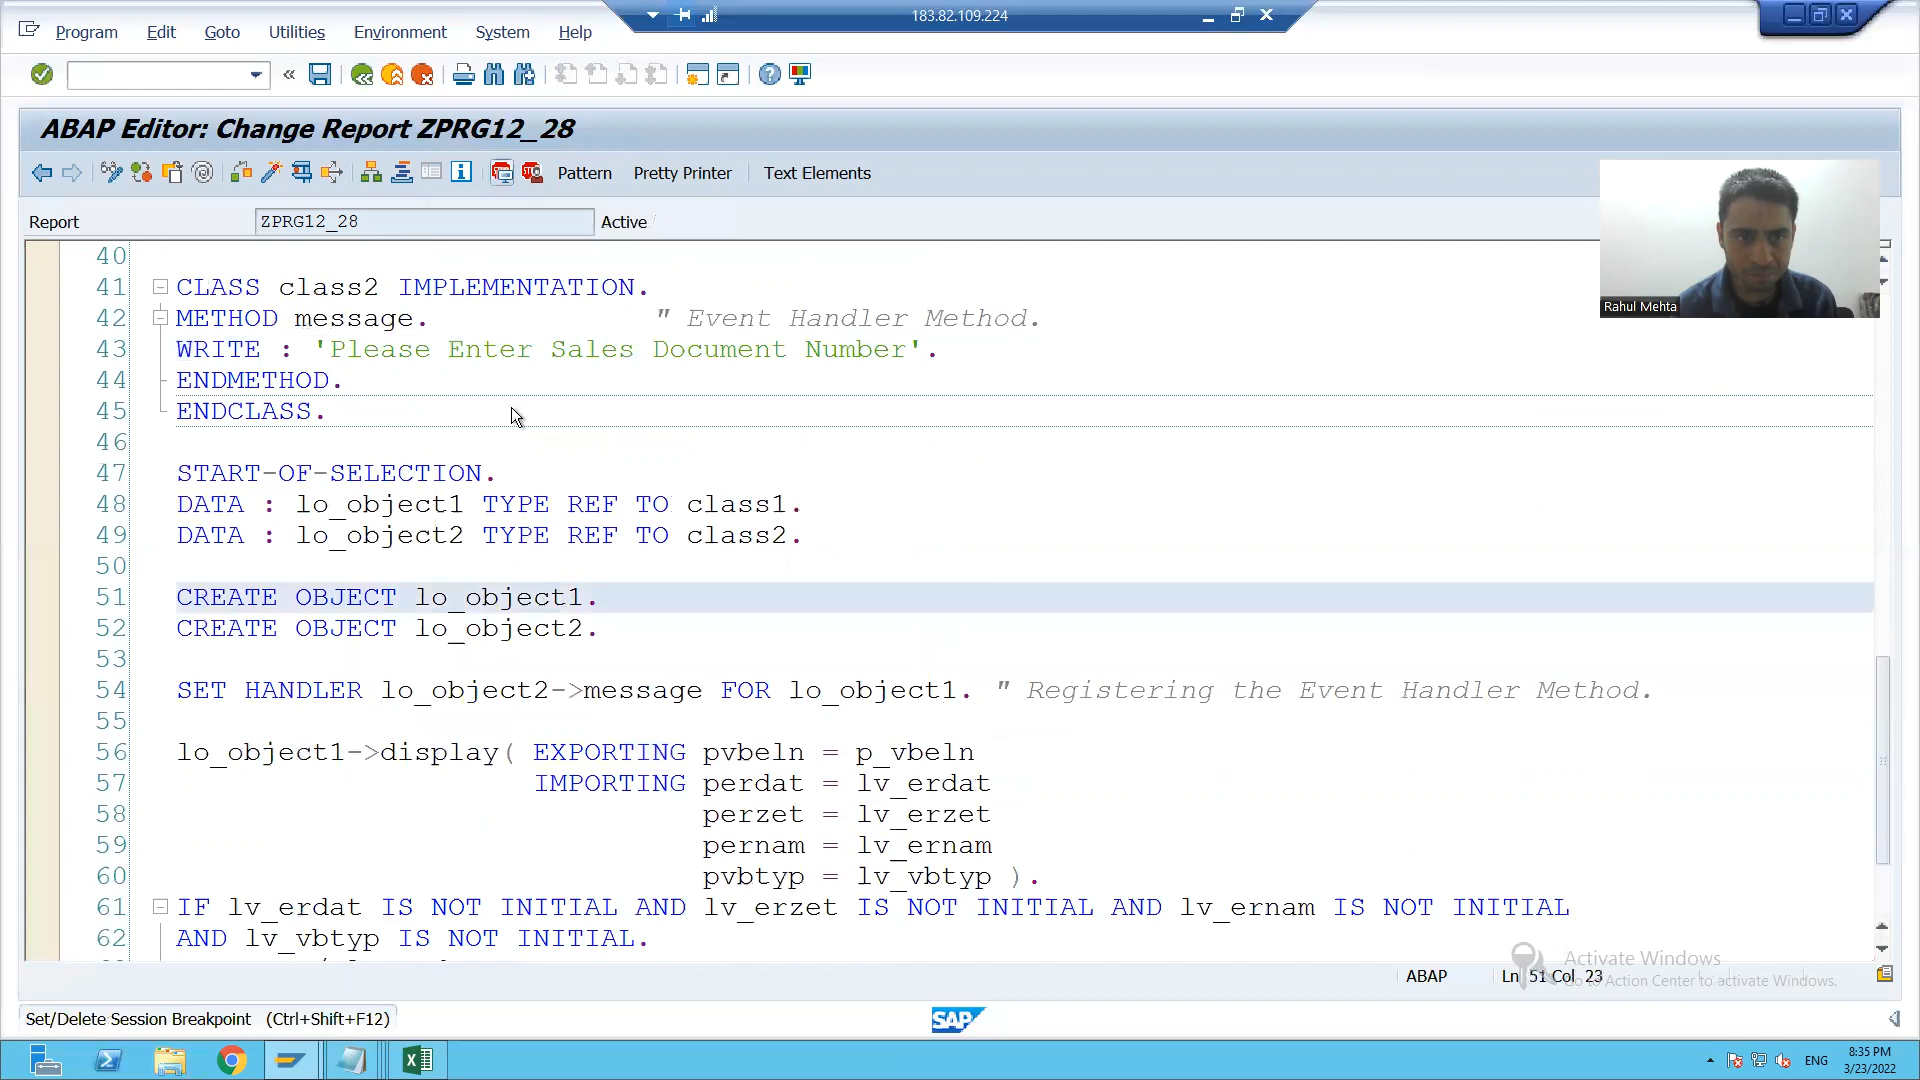 183.82.109.224
Program Edit Goto Utilities Environment System Help
ABAP Editor: Change Report ZPRG12_28
Pattern Pretty Printer Text Elements
Report ZPRG12_28 Active
Rahul Mehta
40
41 CLASS class2 IMPLEMENTATION.
42 METHOD message. " Event Handler Method.
43 WRITE : 'Please Enter Sales Document Number'.
44 ENDMETHOD.
45 ENDCLASS.
46
47 START-OF-SELECTION.
48 DATA : lo_object1 TYPE REF TO class1.
49 DATA : lo_object2 TYPE REF TO class2.
50
51 CREATE OBJECT lo_object1.
52 CREATE OBJECT lo_object2.
53
54 SET HANDLER lo_object2->message FOR lo_object1. " Registering the Event Handler Method.
55
56 lo_object1->display( EXPORTING pvbeln = p_vbeln
57 IMPORTING perdat = lv_erdat
58 perzet = lv_erzet
59 pernam = lv_ernam
60 pvbtyp = lv_vbtyp ).
61 IF lv_erdat IS NOT INITIAL AND lv_erzet IS NOT INITIAL AND lv_ernam IS NOT INITIAL
62 AND lv_vbtyp IS NOT INITIAL.
Activate Windows
Go to Action Center to activate Windows.
ABAP Ln 51 Col 23
Set/Delete Session Breakpoint (Ctrl+Shift+F12)
SAP
ENG
8:35 PM
3/23/2022